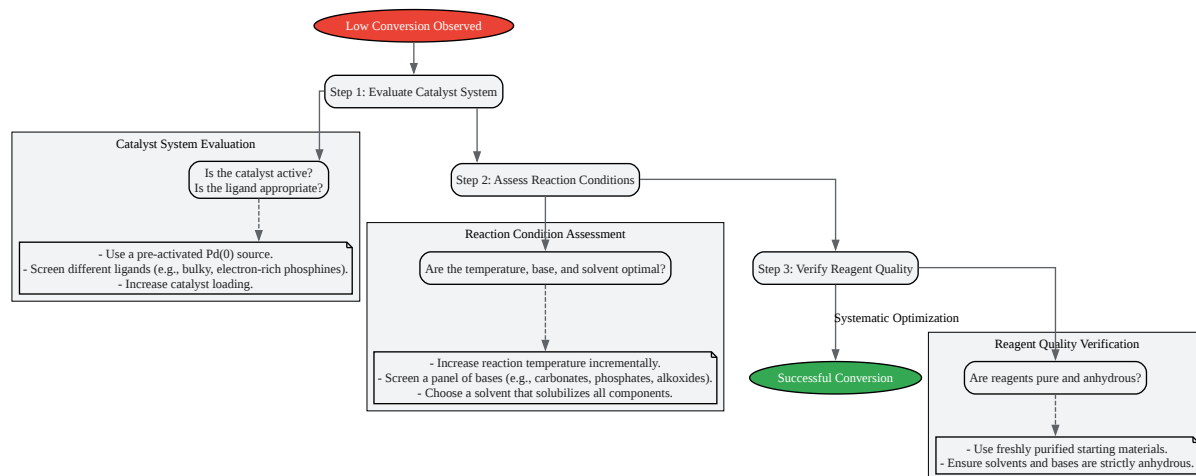 Low Conversion Observed
Step 1: Evaluate Catalyst System
Catalyst System Evaluation
Is the catalyst active?
Is the ligand appropriate?
- Use a pre-activated Pd(0) source.
- Screen different ligands (e.g., bulky, electron-rich phosphines).
- Increase catalyst loading.
Step 2: Assess Reaction Conditions
Reaction Condition Assessment
Are the temperature, base, and solvent optimal?
- Increase reaction temperature incrementally.
- Screen a panel of bases (e.g., carbonates, phosphates, alkoxides).
- Choose a solvent that solubilizes all components.
Step 3: Verify Reagent Quality
Systematic Optimization
Successful Conversion
Reagent Quality Verification
Are reagents pure and anhydrous?
- Use freshly purified starting materials.
- Ensure solvents and bases are strictly anhydrous.